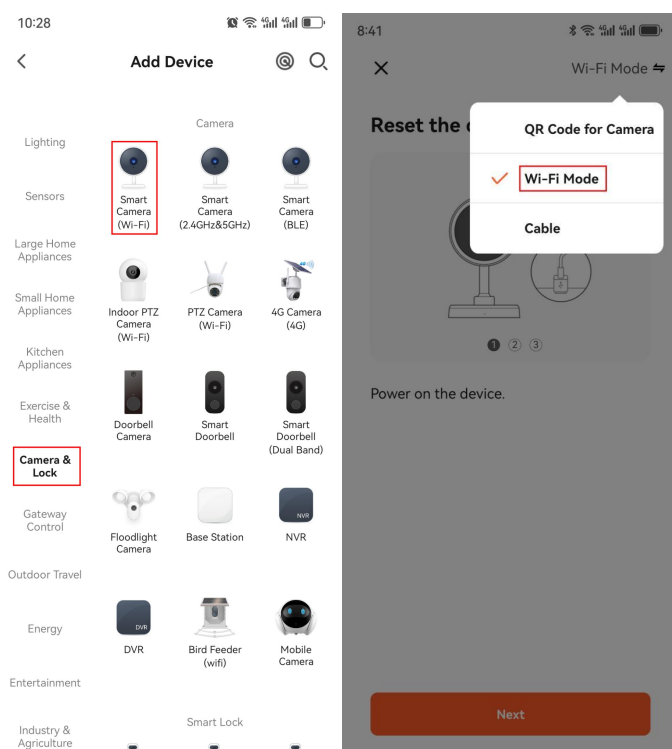 10:28
4G 4G
Add Device
Lighting
Sensors
Large Home
Appliances
Small Home
Appliances
Kitchen
Appliances
Exercise &
Health
Camera &
Lock
Gateway
Control
Outdoor Travel
Energy
Entertainment
Industry &
Agriculture
Camera
Smart
Camera
(Wi-Fi)
Smart
Camera
(2.4GHz&5GHz)
Smart
Camera
(BLE)
Indoor PTZ
Camera
(Wi-Fi)
PTZ Camera
(Wi-Fi)
4G Camera
(4G)
Doorbell
Camera
Smart
Doorbell
Smart
Doorbell
(Dual Band)
Floodlight
Camera
Base Station
NVR
NVR
DVR
DVR
Bird Feeder
(wifi)
Mobile
Camera
Smart Lock
8:41
4G 4G
Wi-Fi Mode
Reset the
QR Code for Camera
Wi-Fi Mode
Cable
1 2 3
Power on the device.
Next